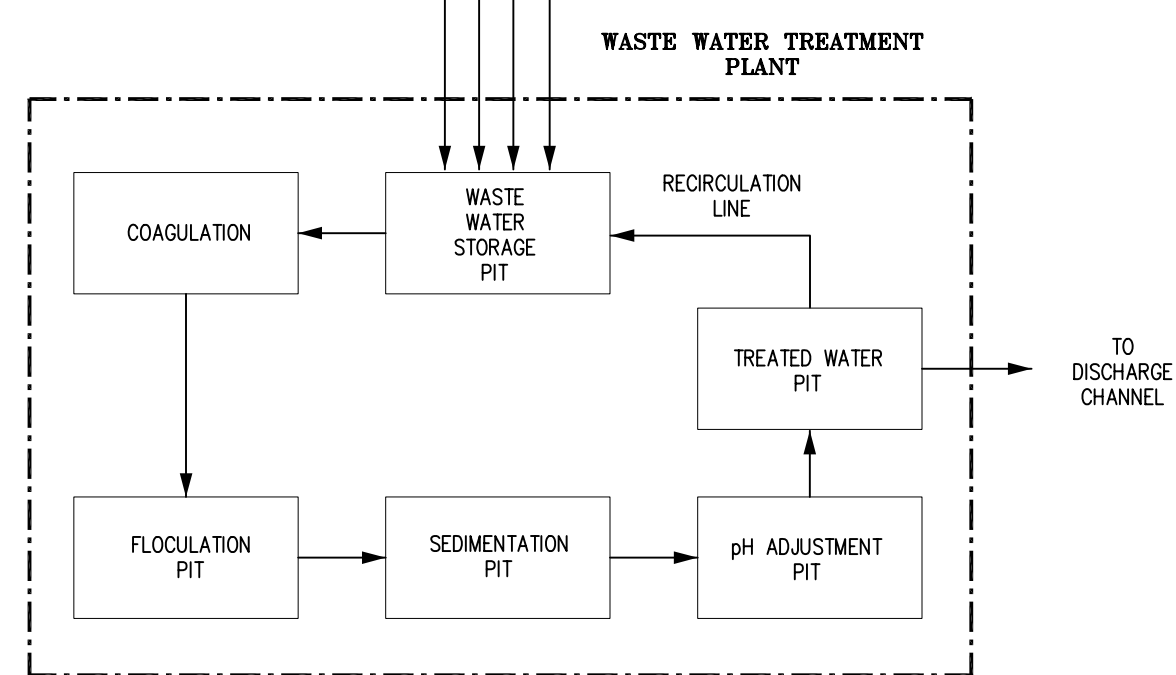 WASTE WATER TREATMENT
PLANT
WASTE
WATER
STORAGE
PIT
RECIRCULATION
LINE
COAGULATION
TREATED WATER
PIT
TO
DISCHARGE
CHANNEL
FLOCULATION
PIT
SEDIMENTATION
PIT
pH ADJUSTMENT
PIT